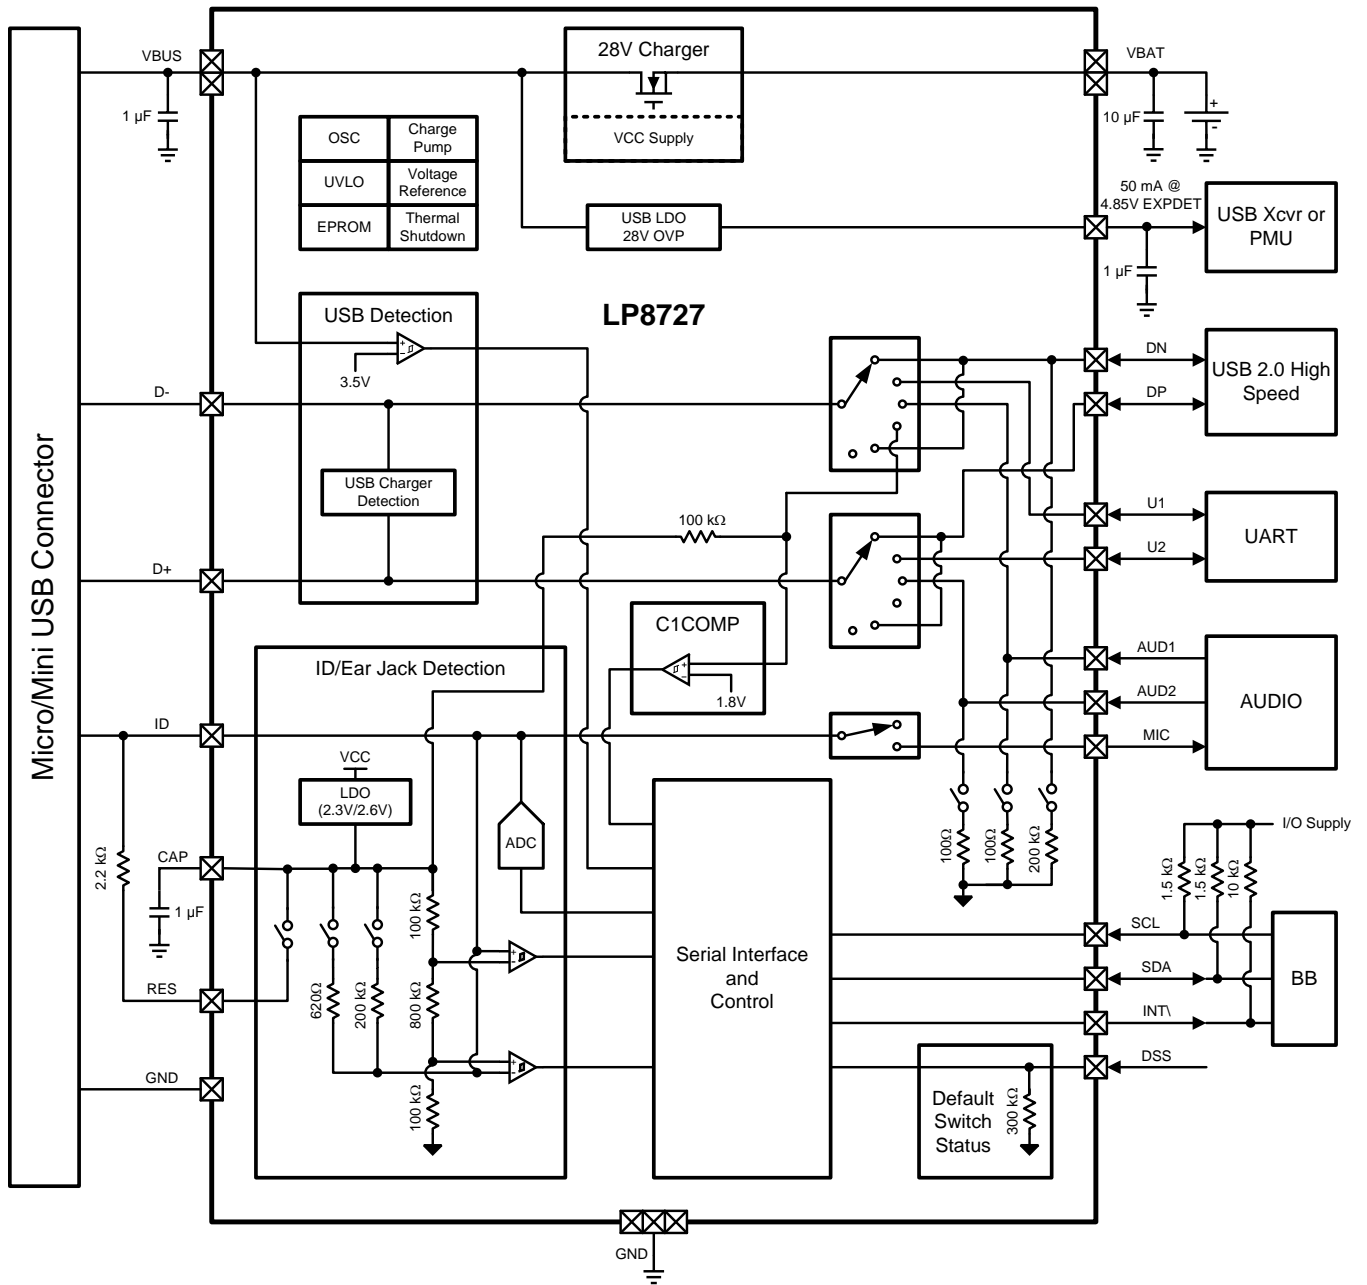 VBUS
28V Charger
VBAT
1 µF
OSC
Charge
Pump
VCC Supply
10 µF
+
-
UVLO
Voltage
Reference
EPROM
Thermal
Shutdown
USB LDO
28V OVP
50 mA @
4.85V EXPDET
USB Xcvr or
PMU
1 µF
USB Detection
LP8727
+
-
3.5V
DN
USB 2.0 High
Speed
D-
DP
Micro/Mini USB Connector
USB Charger
Detection
100 kΩ
U1
UART
U2
D+
C1COMP
+
-
1.8V
ID/Ear Jack Detection
AUD1
AUD2
AUDIO
MIC
ID
VCC
LDO
(2.3V/2.6V)
ADC
2.2 kΩ
CAP
1 µF
100 kΩ
100Ω
100Ω
200 kΩ
I/O Supply
1.5 kΩ
1.5 kΩ
10 kΩ
SCL
+
-
Serial Interface
and
Control
SDA
BB
RES
620Ω
200 kΩ
800 kΩ
INT\
DSS
+
-
GND
100 kΩ
Default
Switch
Status
300 kΩ
GND